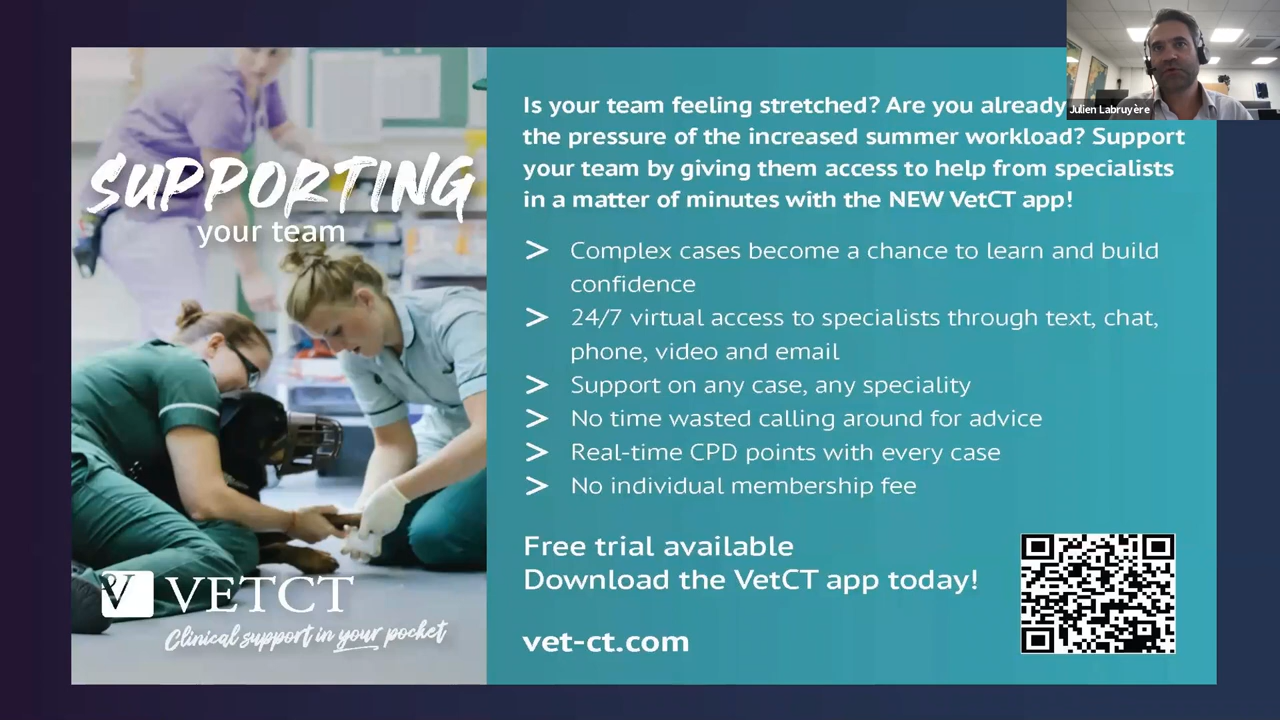 SUPPORTING
your team
V
VETCT
Clinical support in your pocket
Is your team feeling stretched? Are you already
the pressure of the increased summer workload? Support
your team by giving them access to help from specialists
in a matter of minutes with the NEW VetCT app!
> Complex cases become a chance to learn and build
confidence
> 24/7 virtual access to specialists through text, chat,
phone, video and email
> Support on any case, any speciality
> No time wasted calling around for advice
> Real-time CPD points with every case
> No individual membership fee
Free trial available
Download the VetCT app today!
vet-ct.com
Julien Labruyère